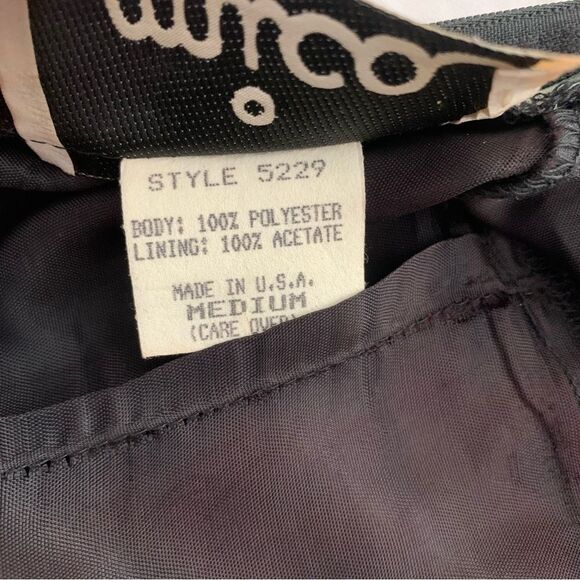 STYLE 5229
BODY: 100% POLYESTER
LINING: 100% ACETATE
MADE IN U.S.A.
MEDIUM
(CARE OVER)